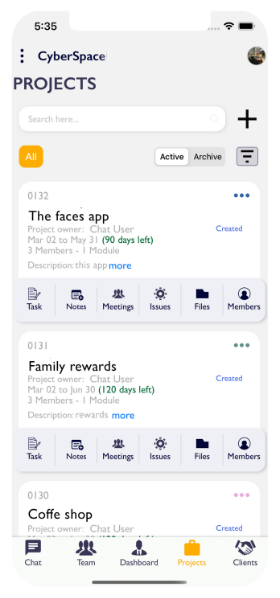 5:35
CyberSpace
PROJECTS
Search here...
All
Active Archive
0132
The faces app
Project owner: Chat User
Created
Mar 02 to May 31 (90 days left)
3 Members - 1 Module
Description: this app more
Task Notes Meetings Issues Files Members
0131
Family rewards
Project owner: Chat User
Created
Mar 02 to Jun 30 (120 days left)
3 Members - 1 Module
Description: rewards more
Task Notes Meetings Issues Files Members
0130
Coffe shop
Project owner: Chat User
Created
Chat Team Dashboard Projects Clients